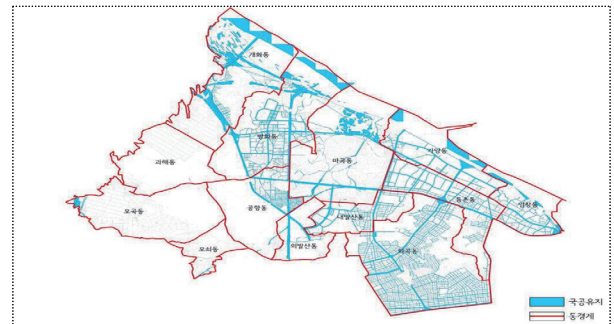 개화동
방화동
과해동
마곡동
가양동
오곡동
공항동
등촌동
염창동
내발산동
오쇠동
외발산동
화곡동
국공유지
동경계